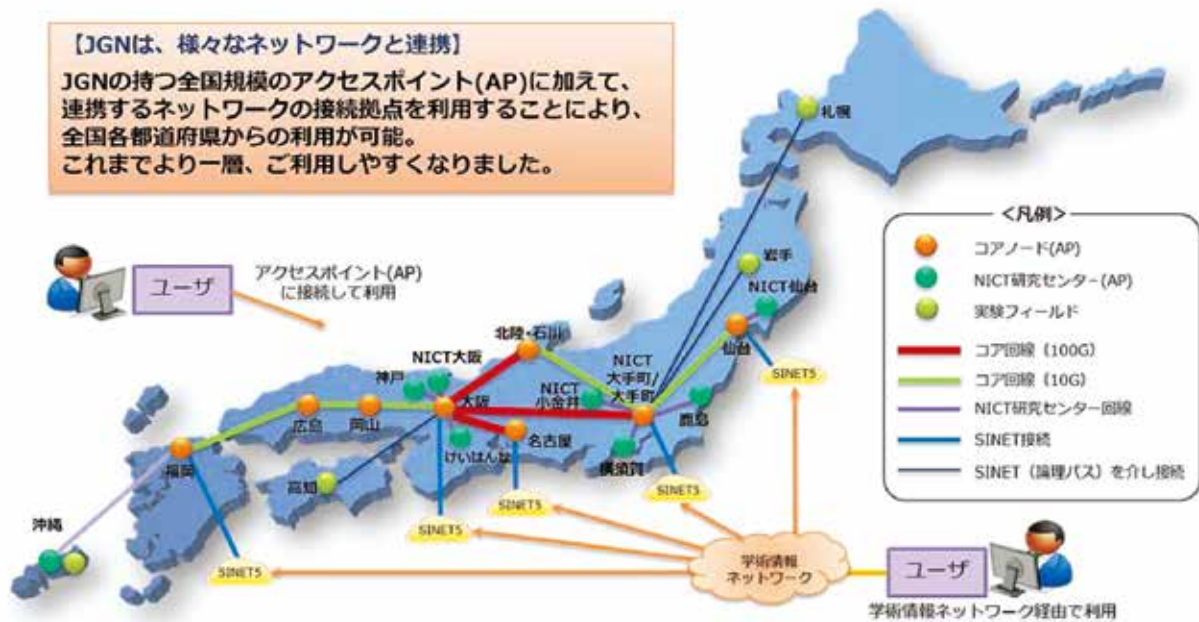 【JGNは、様々なネットワークと連携】
JGNの持つ全国規模のアクセスポイント(AP)に加えて、
連携するネットワークの接続拠点を利用することにより、
全国各都道府県からの利用が可能。
これまでより一層、ご利用しやすくなりました。
札幌
<凡例>
コアノード(AP)
NICT研究センター(AP)
実験フィールド
コア回線（100G）
コア回線（10G）
NICT研究センター回線
SINET接続
SINET（論理パス）を介し接続
ユーザ
アクセスポイント(AP)
に接続して利用
岩手
NICT仙台
仙台
SINET5
北陸・石川
NICT大阪
神戸
大阪
NICT
大手町/
大手町
NICT
小金井
鹿島
広島
岡山
名古屋
けいはんな
横須賀
福岡
高知
SINET5
SINET5
SINET5
SINET5
沖縄
学術情報
ネットワーク
ユーザ
学術情報ネットワーク経由で利用